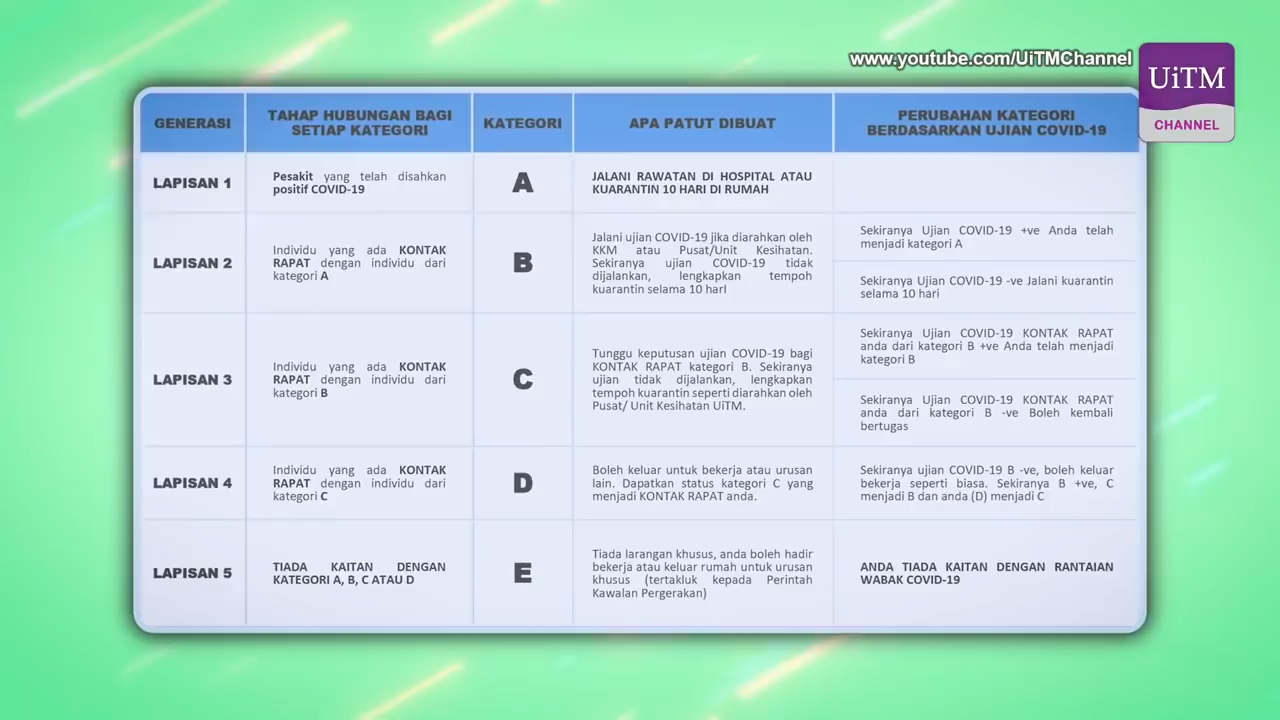 www.youtube.com/UiTMChannel
UiTM
CHANNEL
GENERASI
TAHAP HUBUNGAN BAGI
SETIAP KATEGORI
KATEGORI
APA PATUT DIBUAT
PERUBAHAN KATEGORI
BERDASARKAN UJIAN COVID-19
LAPISAN 1
Pesakit yang telah disahkan
positif COVID-19
A
JALANI RAWATAN DI HOSPITAL ATAU
KUARANTIN 10 HARI DI RUMAH
LAPISAN 2
Individu yang ada KONTAK
RAPAT dengan individu dari
kategori A
B
Jalani ujian COVID-19 jika diarahkan oleh
KKM atau Pusat/Unit Kesihatan.
Sekiranya ujian COVID-19 tidak
dijalankan, lengkapkan tempoh
kuarantin selama 10 harI
Sekiranya Ujian COVID-19 +ve Anda telah
menjadi kategori A
Sekiranya Ujian COVID-19 -ve Jalani kuarantin
selama 10 hari
LAPISAN 3
Individu yang ada KONTAK
RAPAT dengan individu dari
kategori B
C
Tunggu keputusan ujian COVID-19 bagi
KONTAK RAPAT kategori B. Sekiranya
ujian tidak dijalankan, lengkapkan
tempoh kuarantin seperti diarahkan oleh
Pusat/ Unit Kesihatan UiTM.
Sekiranya Ujian COVID-19 KONTAK RAPAT
anda dari kategori B +ve Anda telah menjadi
kategori B
Sekiranya Ujian COVID-19 KONTAK RAPAT
anda dari kategori B -ve Boleh kembali
bertugas
LAPISAN 4
Individu yang ada KONTAK
RAPAT dengan individu dari
kategori C
D
Boleh keluar untuk bekerja atau urusan
lain. Dapatkan status kategori C yang
menjadi KONTAK RAPAT anda.
Sekiranya ujian COVID-19 B -ve, boleh keluar
bekerja seperti biasa. Sekiranya B +ve, C
menjadi B dan anda (D) menjadi C
LAPISAN 5
TIADA KAITAN DENGAN
KATEGORI A, B, C ATAU D
E
Tiada larangan khusus, anda boleh hadir
bekerja atau keluar rumah untuk urusan
khusus (tertakluk kepada Perintah
Kawalan Pergerakan)
ANDA TIADA KAITAN DENGAN RANTAIAN
WABAK COVID-19